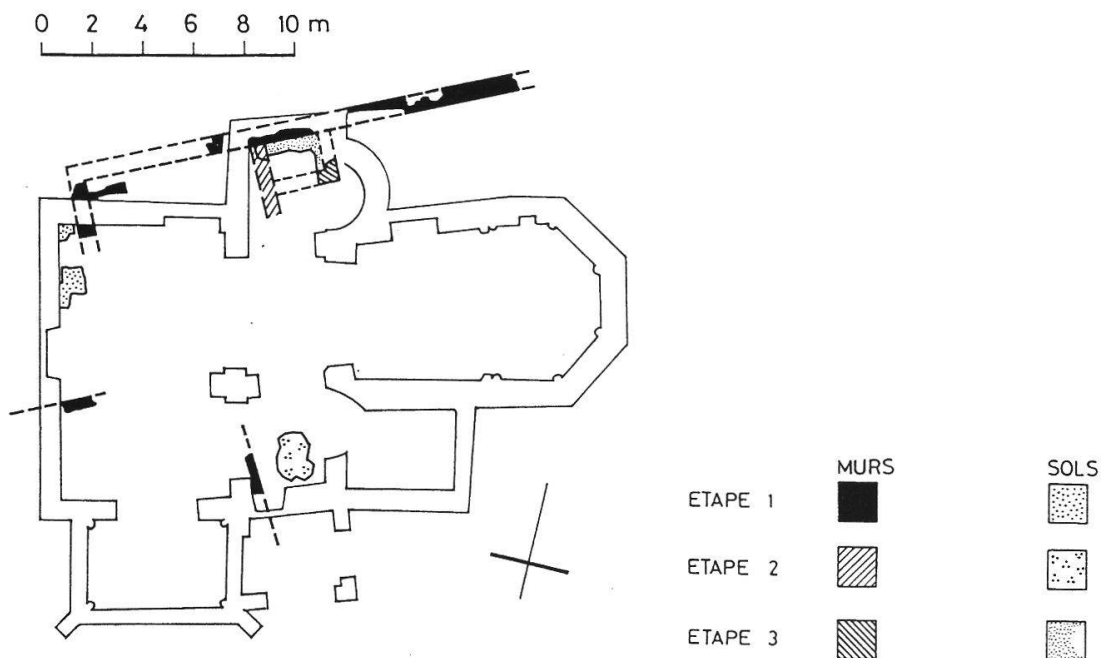 0 2 4 6 8 10 m
MURS SOLS
ETAPE 1
ETAPE 2
ETAPE 3